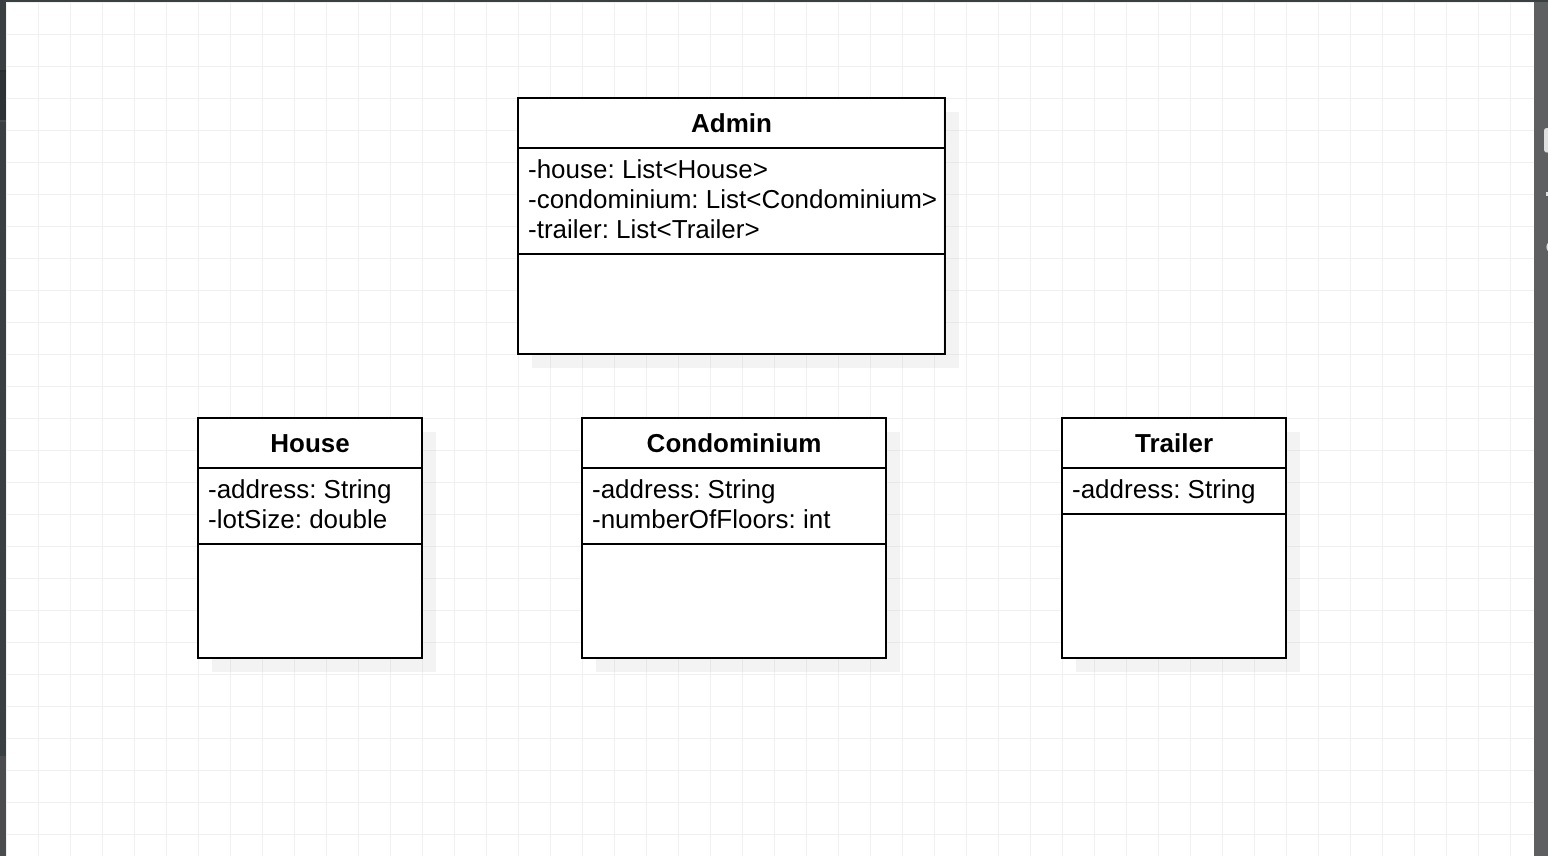 Admin
-house: List<House>
-condominium: List<Condominium>
-trailer: List<Trailer>
House
-address: String
-lotSize: double
Condominium
-address: String
-numberOfFloors: int
Trailer
-address: String